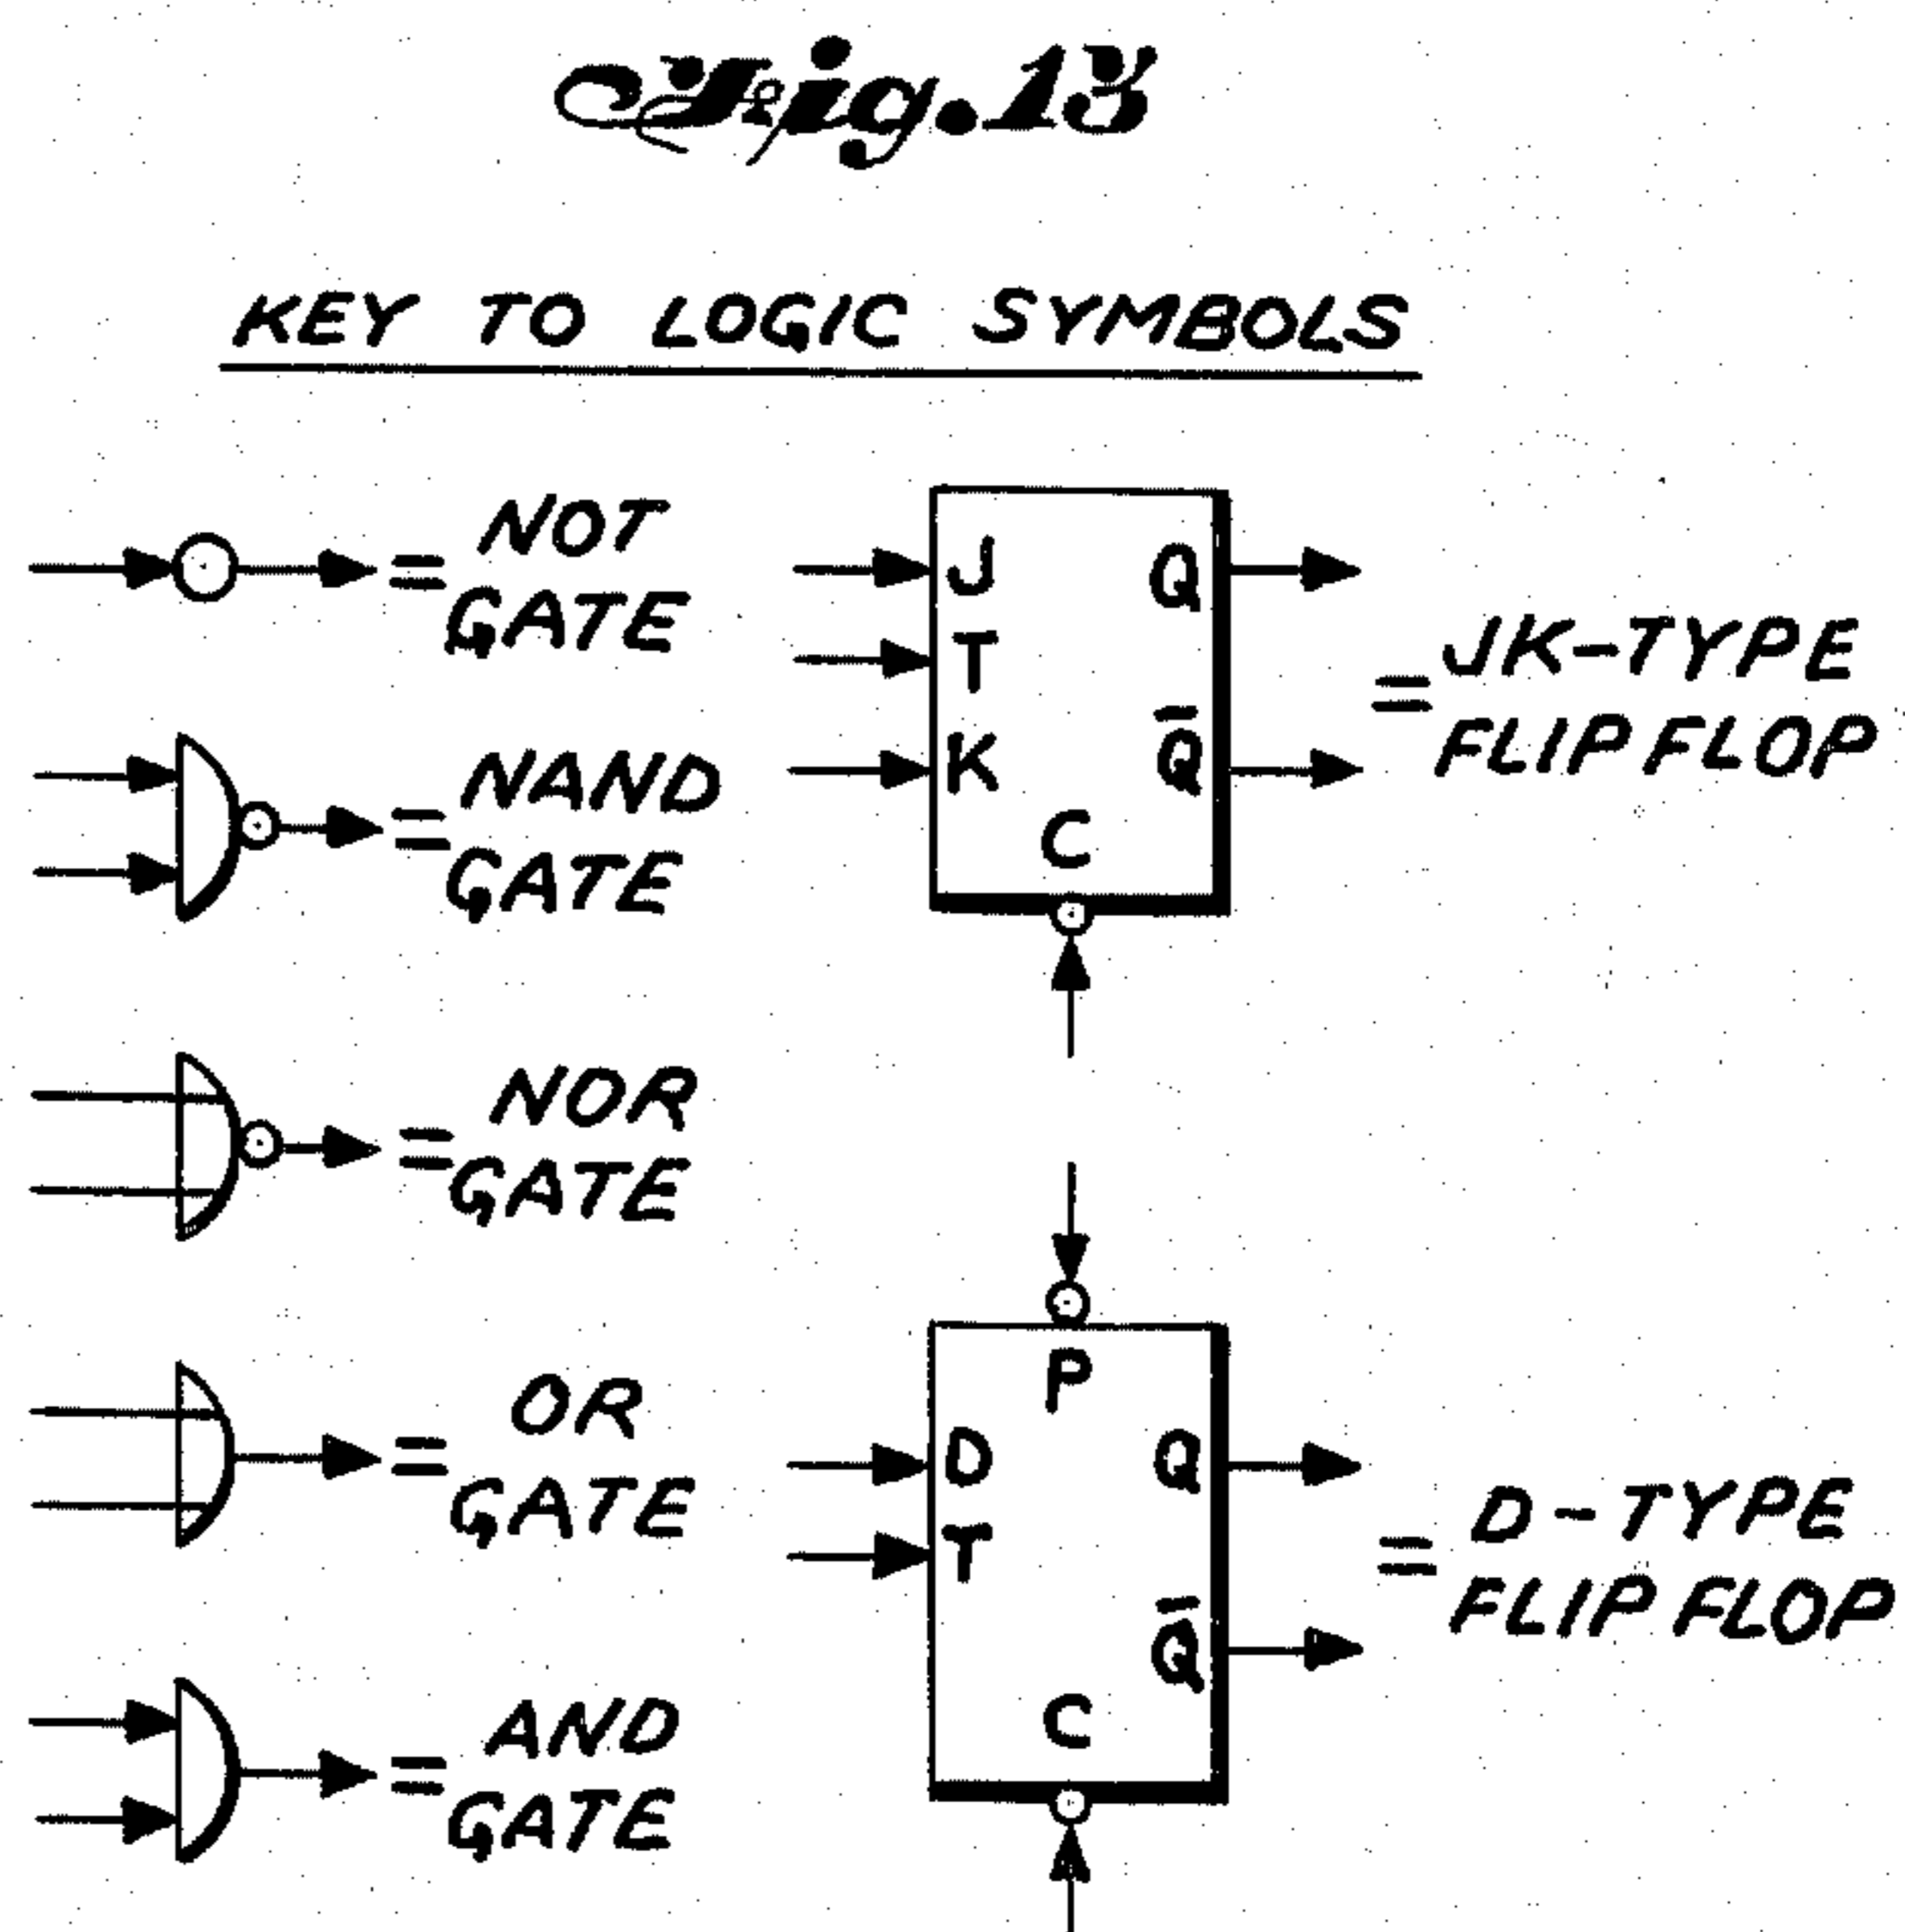 Fig. 13
KEY TO LOGIC SYMBOLS
= NOT
GATE
= NAND
GATE
= NOR
GATE
= OR
GATE
= AND
GATE
J Q
T
K Q̅
C
= JK-TYPE
FLIP FLOP
P
D Q
T
Q̅
C
= D-TYPE
FLIP FLOP